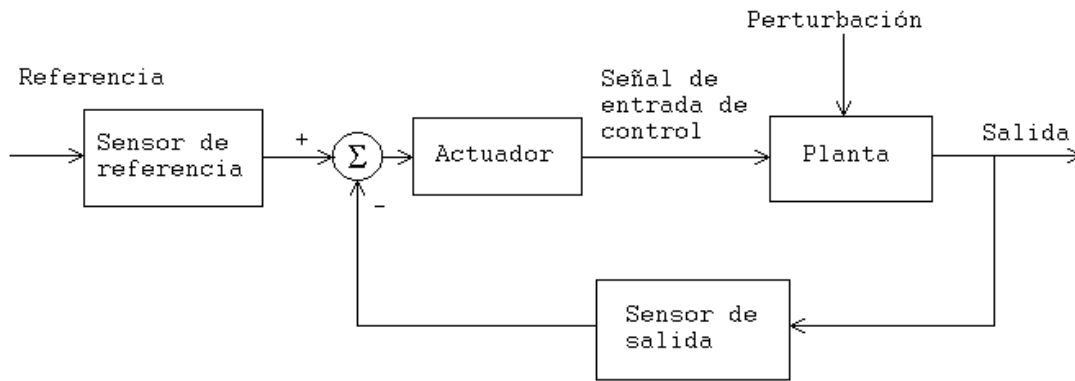 Perturbación
Referencia
Señal de
entrada de
control
Salida
Sensor de
referencia
+
Σ
Actuador
Planta
-
Sensor de
salida